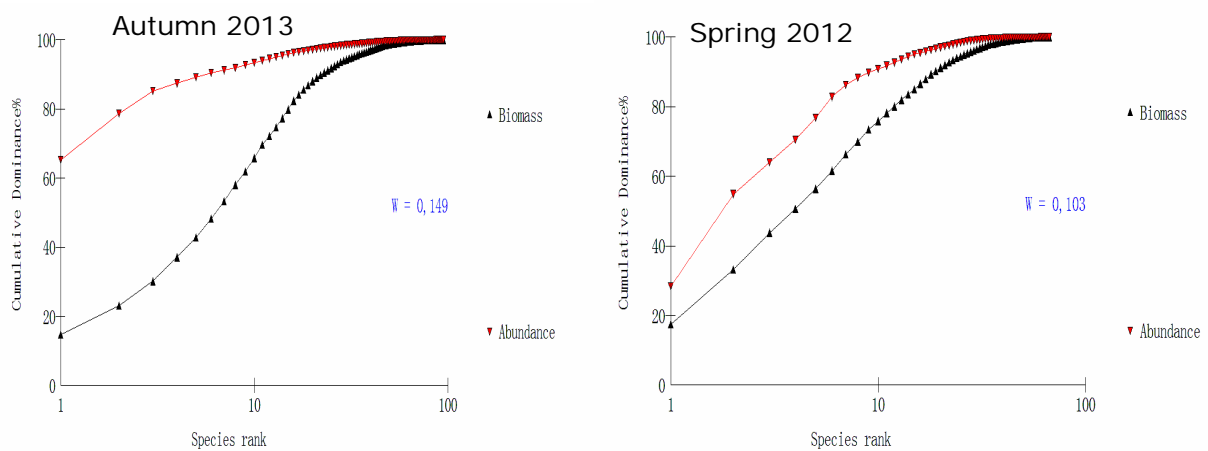 Autumn 2013
100
80
60
40
20
0
Cumulative Dominance%
1
10
100
Species rank
Biomass
W = 0,149
Abundance
Spring 2012
100
80
60
40
20
0
Cumulative Dominance%
1
10
100
Species rank
Biomass
W = 0,103
Abundance